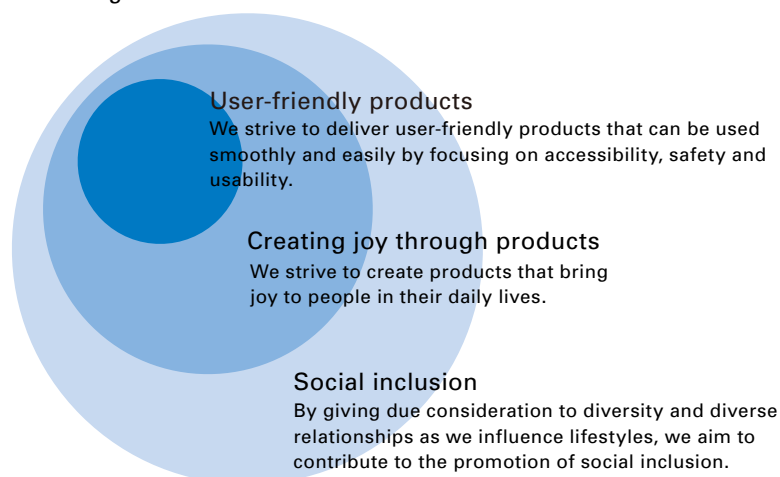 User-friendly products
We strive to deliver user-friendly products that can be used
smoothly and easily by focusing on accessibility, safety and
usability.
Creating joy through products
We strive to create products that bring
joy to people in their daily lives.
Social inclusion
By giving due consideration to diversity and diverse
relationships as we influence lifestyles, we aim to
contribute to the promotion of social inclusion.